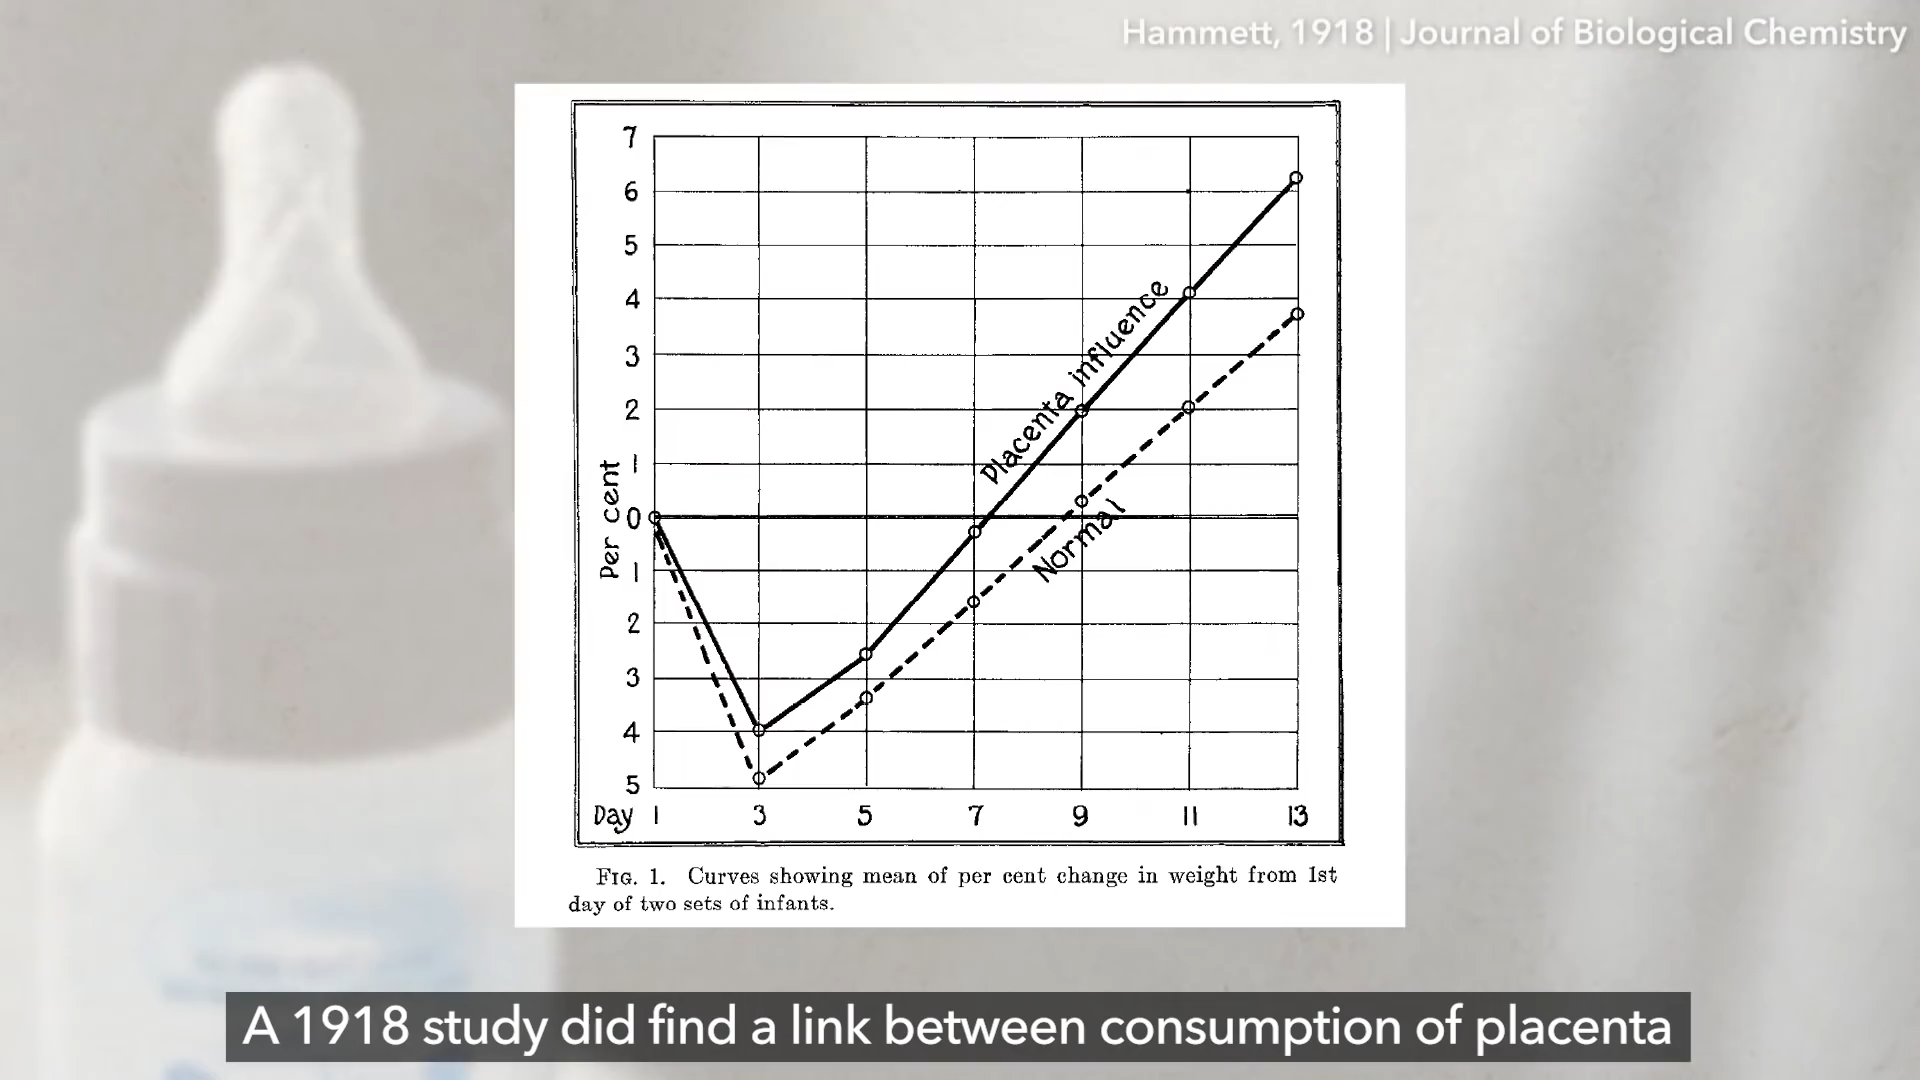 Hammett, 1918 | Journal of Biological Chemistry
7
6
5
4
3
2
1
0
1
2
3
4
5
Per cent
Placenta influence
Normal
Day 1 3 5 7 9 11 13
FIG. 1. Curves showing mean of per cent change in weight from 1st
day of two sets of infants.
A 1918 study did find a link between consumption of placenta